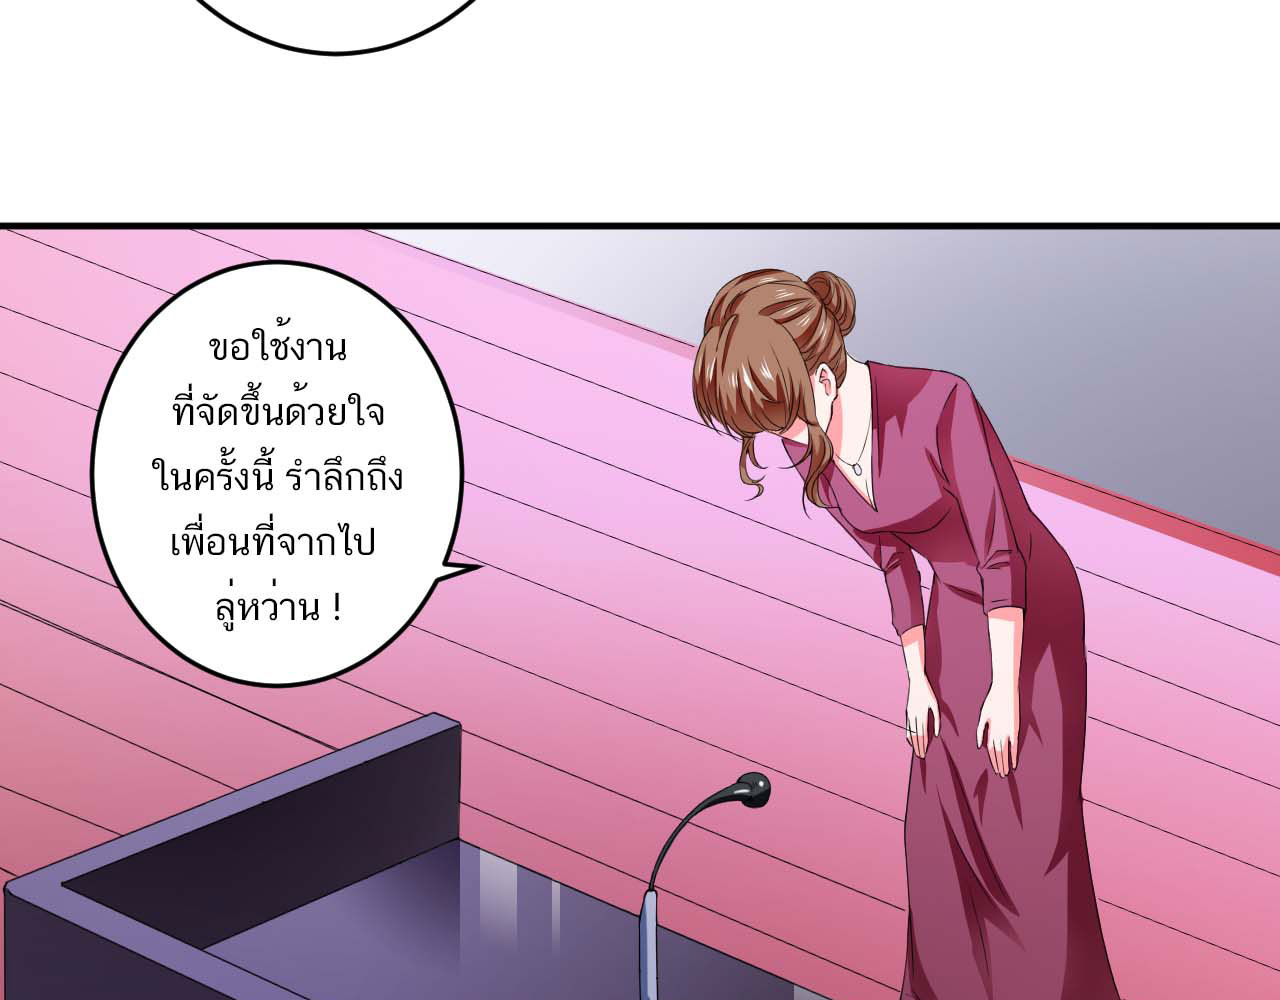 ขอใช้งาน
ที่จัดขึ้นด้วยใจ
ในครั้งนี้ รำลึกถึง
เพื่อนที่จากไป
ลู่หว่าน !